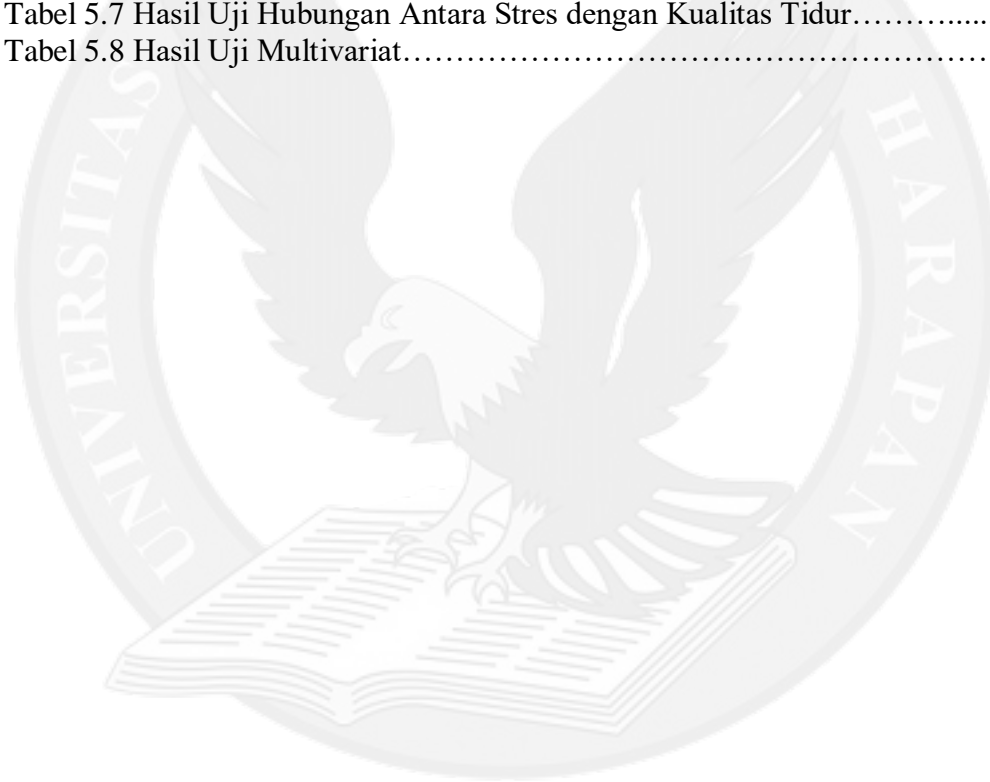 Tabel 5.7 Hasil Uji Hubungan Antara Stres dengan Kualitas Tidur……….....
Tabel 5.8 Hasil Uji Multivariat………………………………………………
UNIVERSITAS
HARAPAN